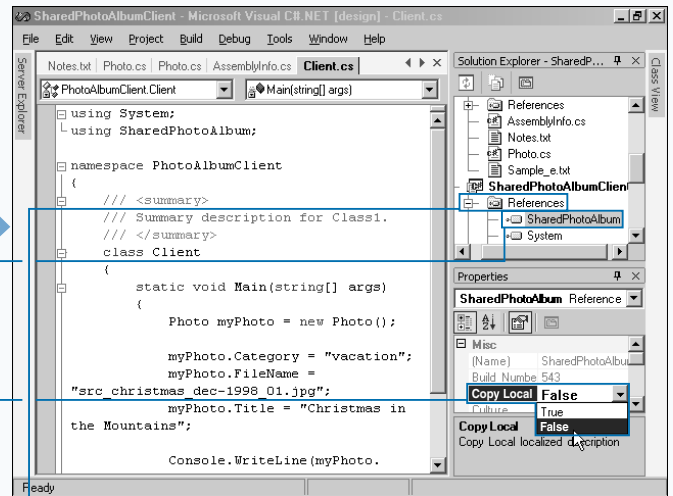 SharedPhotoAlbumClient - Microsoft Visual C#.NET [design] - Client.cs
File Edit View Project Build Debug Tools Window Help
Server Explorer
Notes.txt Photo.cs Photo.cs AssemblyInfo.cs Client.cs
PhotoAlbumClient.Client Main(string[] args)
using System;
using SharedPhotoAlbum;
namespace PhotoAlbumClient
{
/// <summary>
/// Summary description for Class1.
/// </summary>
class Client
{
static void Main(string[] args)
{
Photo myPhoto = new Photo();
myPhoto.Category = "vacation";
myPhoto.FileName =
"src_christmas_dec-1998_01.jpg";
myPhoto.Title = "Christmas in
the Mountains";
Console.WriteLine(myPhoto.
Solution Explorer - SharedP...
References
AssemblyInfo.cs
Notes.txt
Photo.cs
Sample_e.txt
SharedPhotoAlbumClien
References
SharedPhotoAlbum
System
Class View
Properties
SharedPhotoAlbum Reference
Misc
(Name) SharedPhotoAlbu
Build Numbe 543
Copy Local False
Culture
True
False
Copy Local
Copy Local localized description
Ready